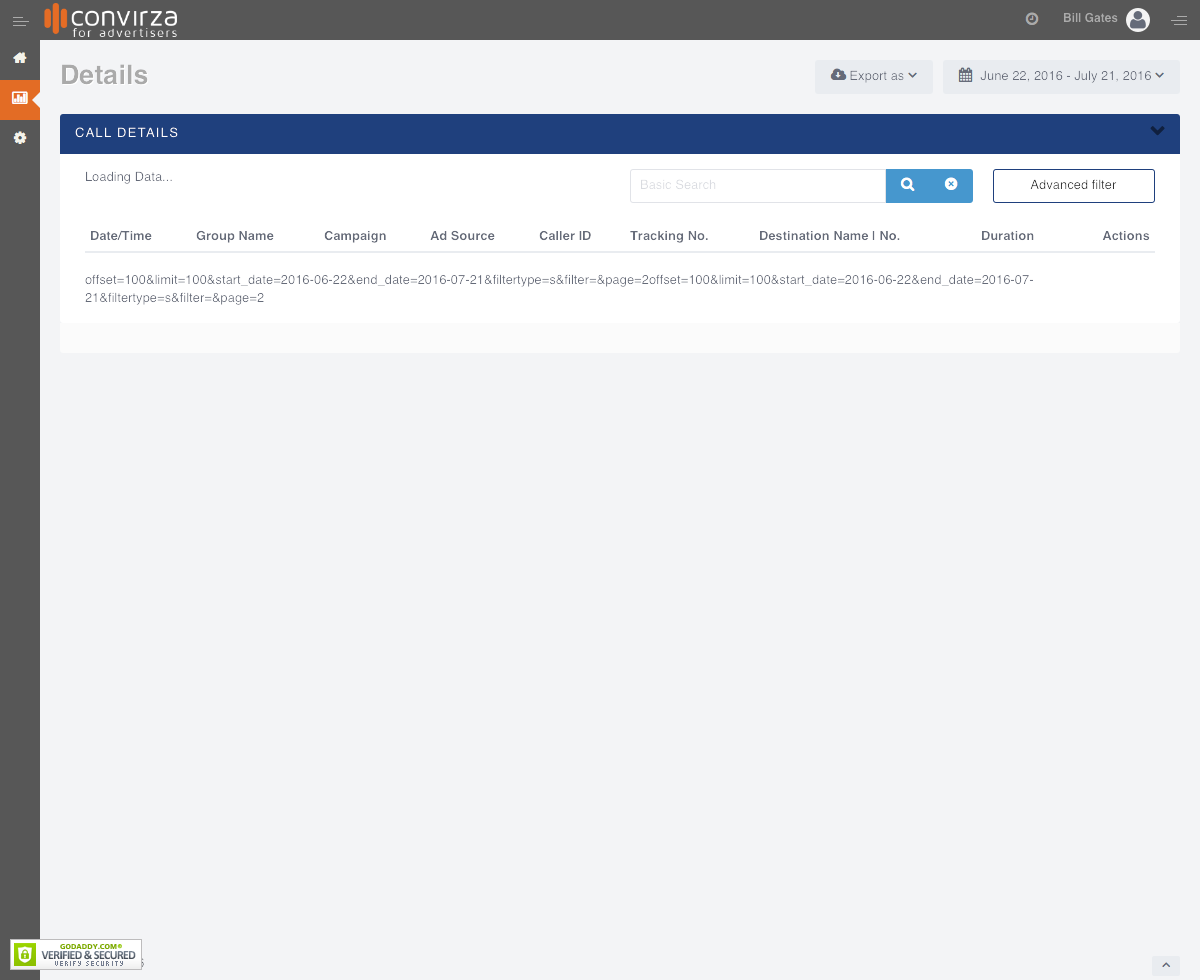 convirza
for advertisers
Bill Gates
Details
Export as
June 22, 2016 - July 21, 2016
CALL DETAILS
Loading Data...
Basic Search
Advanced filter
Date/Time Group Name Campaign Ad Source Caller ID Tracking No. Destination Name | No. Duration Actions
offset=100&limit=100&start_date=2016-06-22&end_date=2016-07-21&filtertype=s&filter=&page=2offset=100&limit=100&start_date=2016-06-22&end_date=2016-07-
21&filtertype=s&filter=&page=2
GODADDY.COM®
VERIFIED & SECURED
VERIFY SECURITY